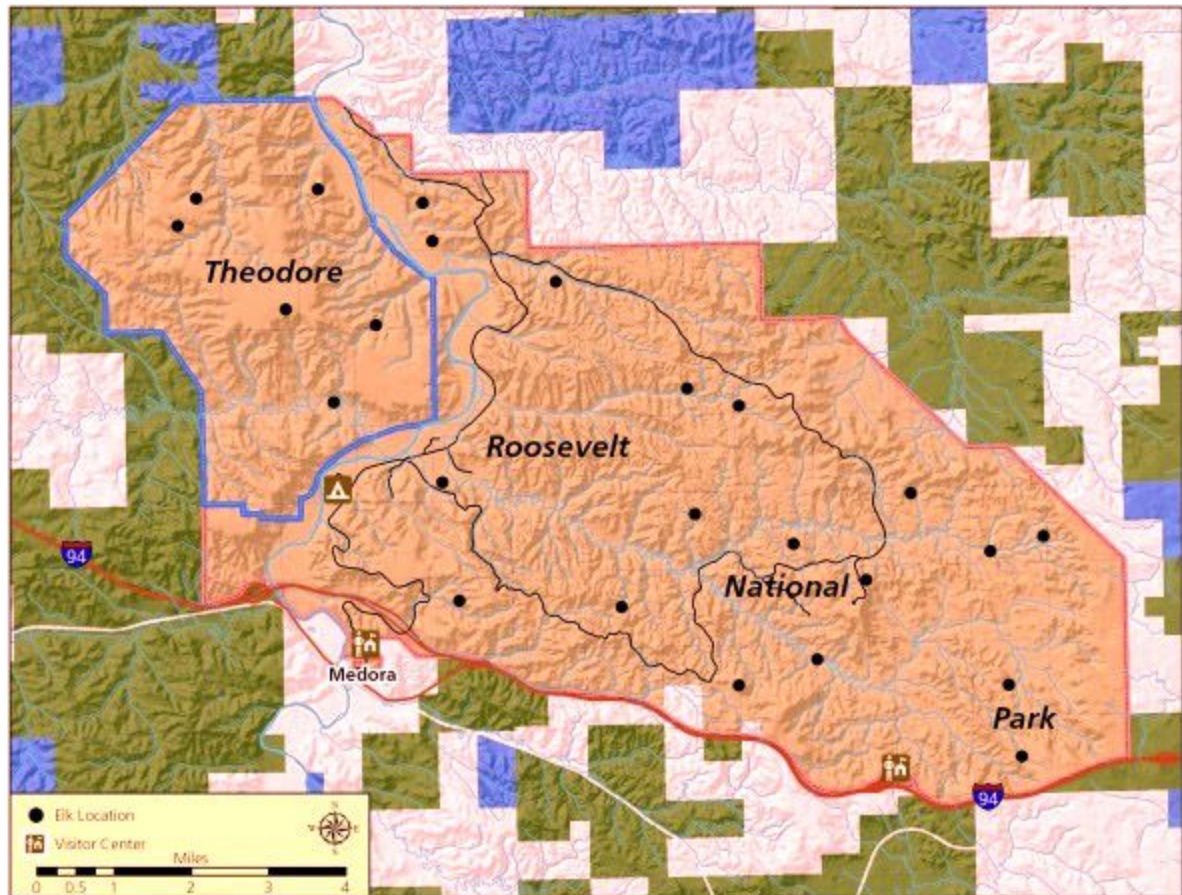 Theodore
Roosevelt
94
National
Medora
Park
94
Elk Location
Visitor Center
Miles
0 0.5 1 2 3 4